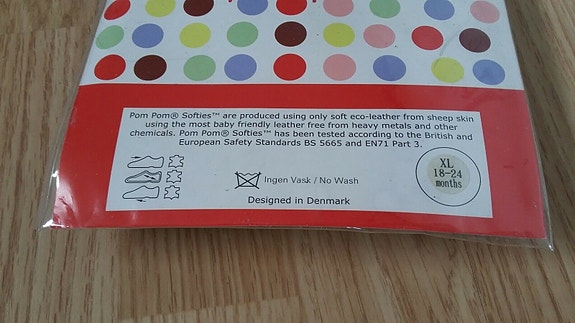 Pom Pom® Softies™ are produced using only soft eco-leather from sheep skin
using the most baby friendly leather free from heavy metals and other
chemicals. Pom Pom® Softies™ has been tested according to the British and
European Safety Standards BS 5665 and EN71 Part 3.
Ingen Vask / No Wash
Designed in Denmark
XL
18-24
months